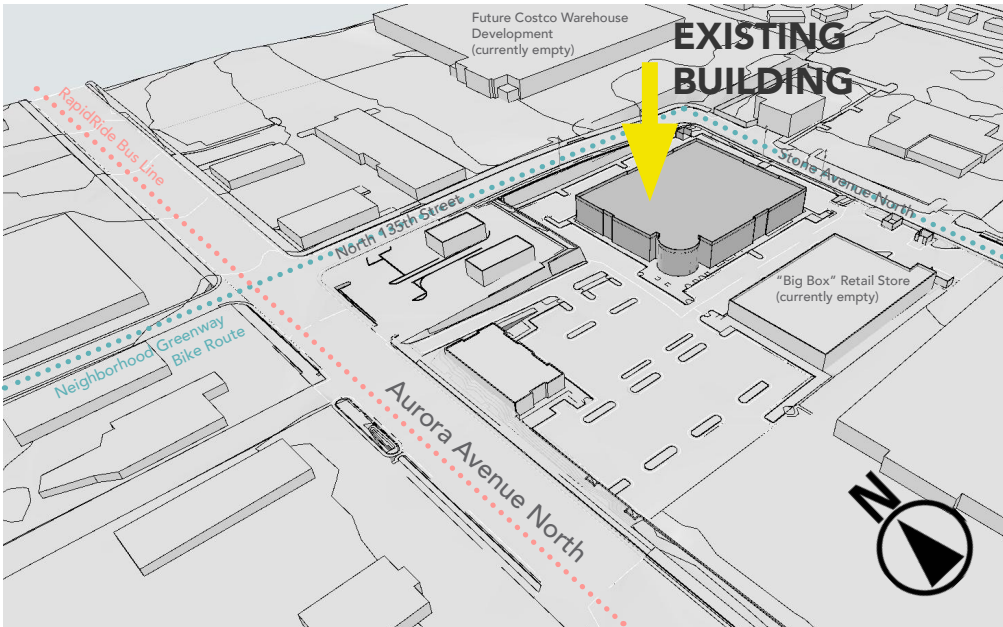 Future Costco Warehouse
Development
(currently empty)
EXISTING
BUILDING
RapidRide Bus Line
North 135th Street
Stone Avenue North
"Big Box" Retail Store
(currently empty)
Neighborhood Greenway
Bike Route
Aurora Avenue North
N